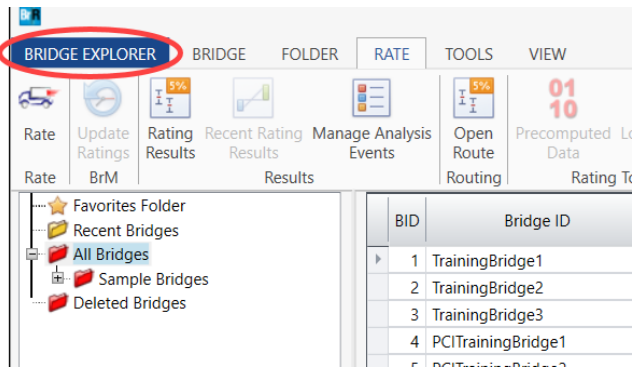 BrR
BRIDGE EXPLORER BRIDGE FOLDER RATE TOOLS VIEW
5% 5% 01
10
Rate Update Rating Recent Rating Manage Analysis Open Precomputed
Ratings Results Results Events Route Data
Rate BrM Results Routing Rating
Favorites Folder
Recent Bridges
All Bridges
Sample Bridges
Deleted Bridges
BID Bridge ID
1 TrainingBridge1
2 TrainingBridge2
3 TrainingBridge3
4 PCITrainingBridge1